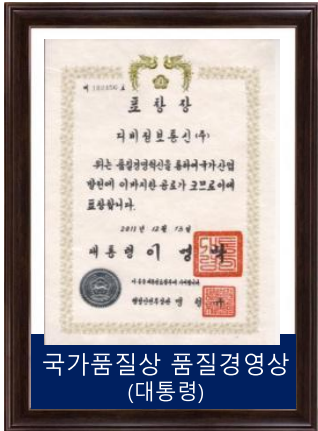 표 창 장
디비정보통신(주)
위는 품질경영혁신을 통하여 국가산업
발전에 이바지한 공로가 크므로 이에
표창합니다.
2011년 12월 13일
대통령 이 명 박
국가품질상 품질경영상
(대통령)